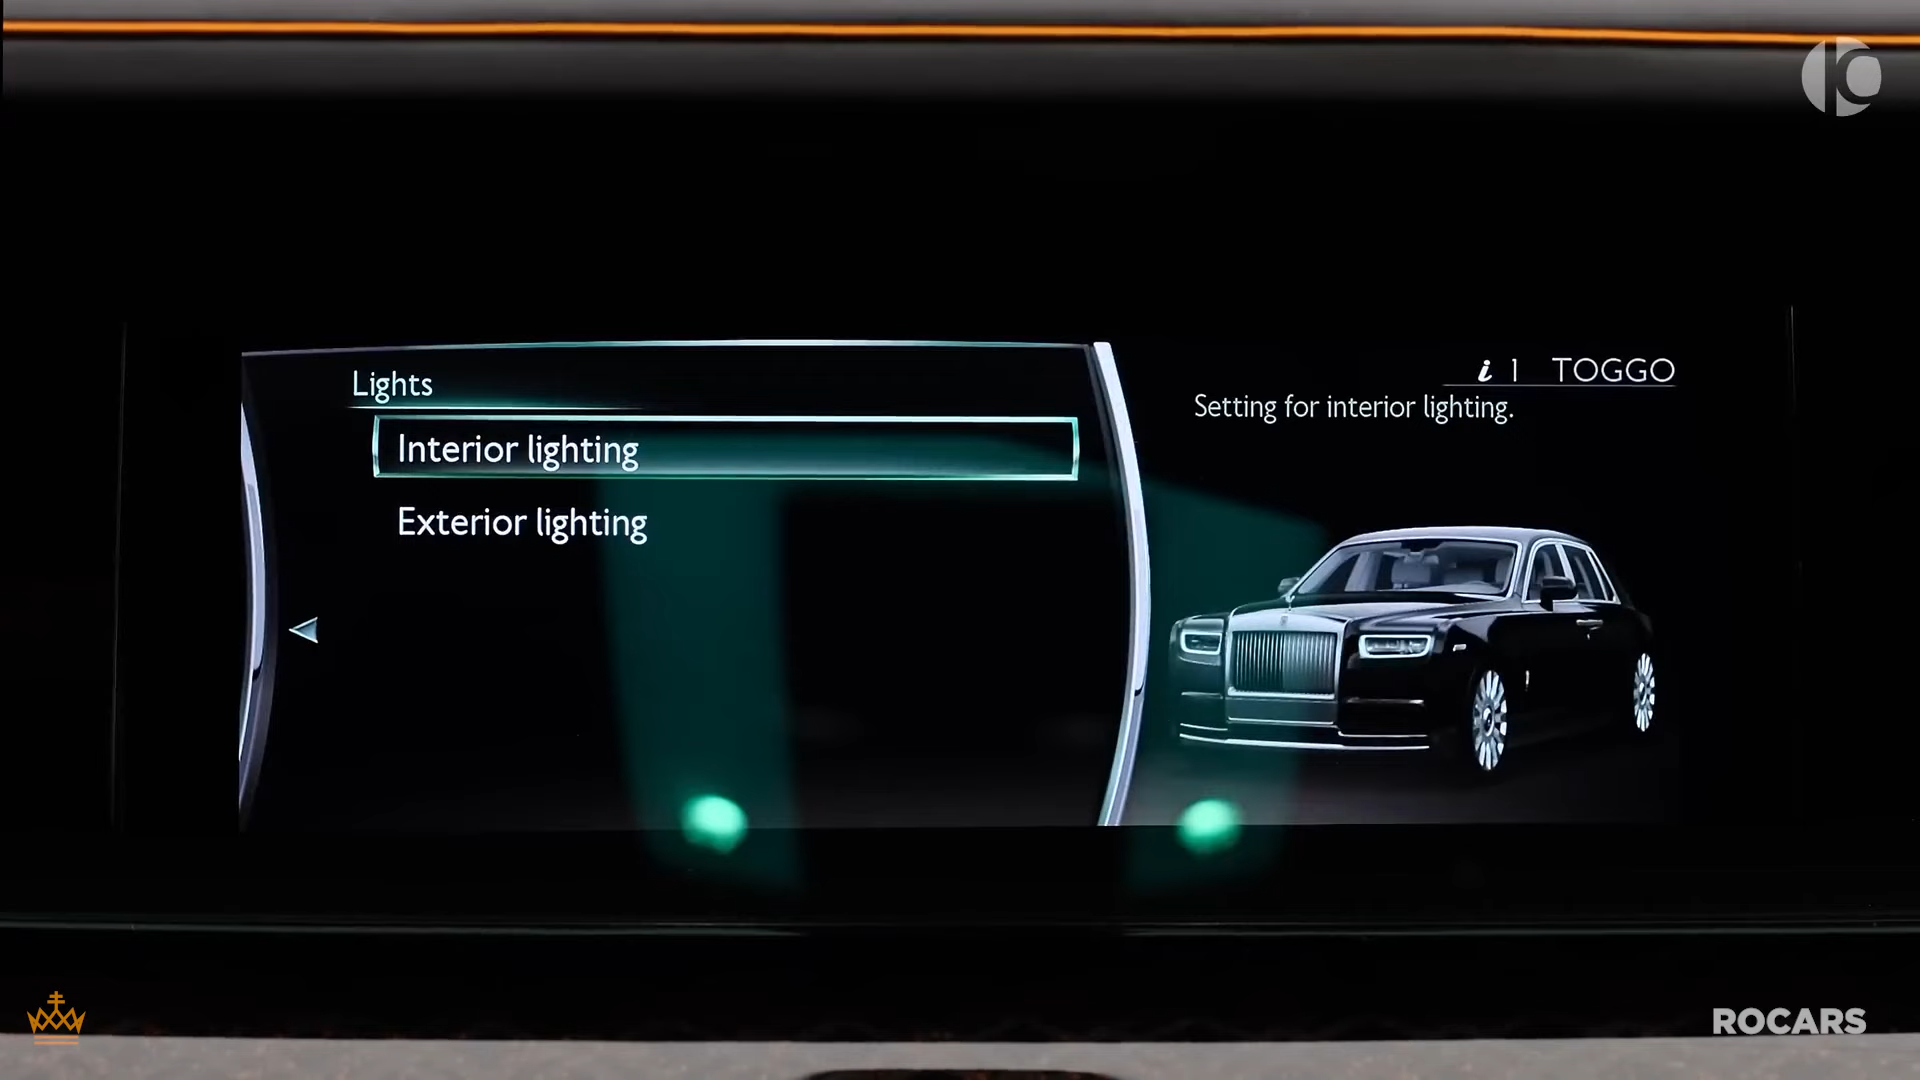 i 1 TOGGO
Lights
Setting for interior lighting.
Interior lighting
Exterior lighting
ROCARS